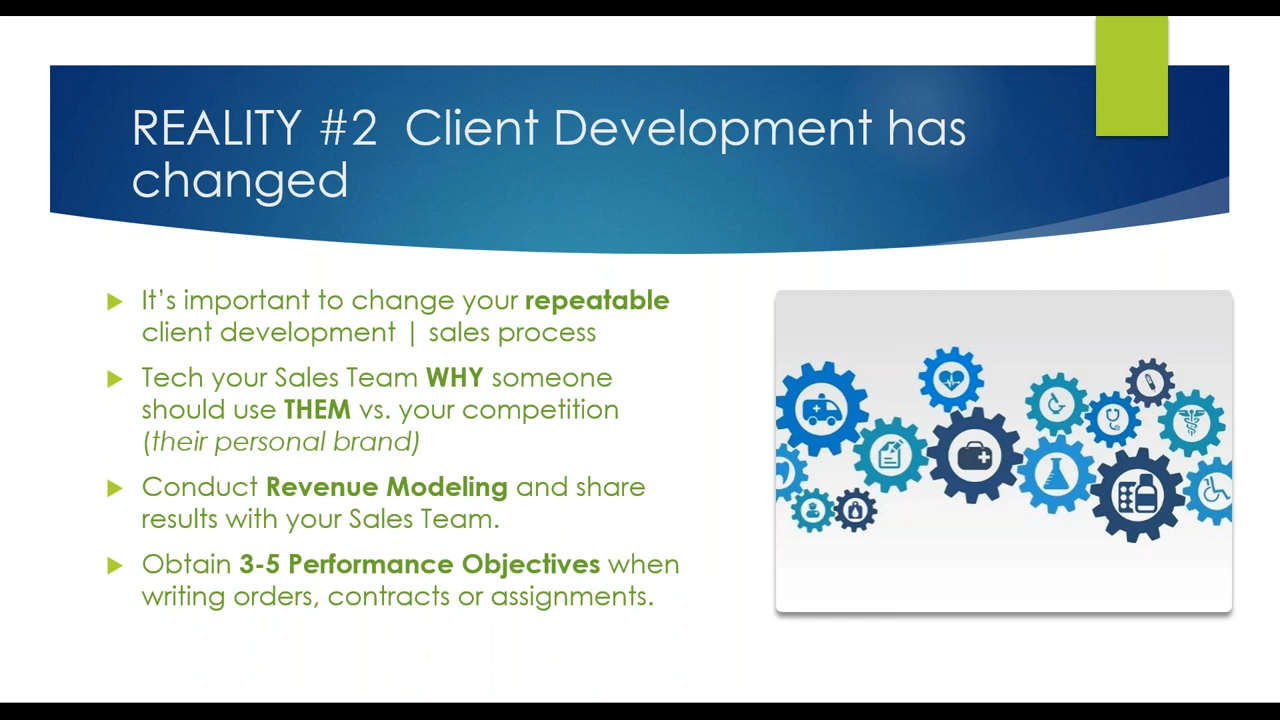 REALITY #2  Client Development has
changed
It’s important to change your repeatable
client development | sales process
Tech your Sales Team WHY someone
should use THEM vs. your competition
(their personal brand)
Conduct Revenue Modeling and share
results with your Sales Team.
Obtain 3-5 Performance Objectives when
writing orders, contracts or assignments.